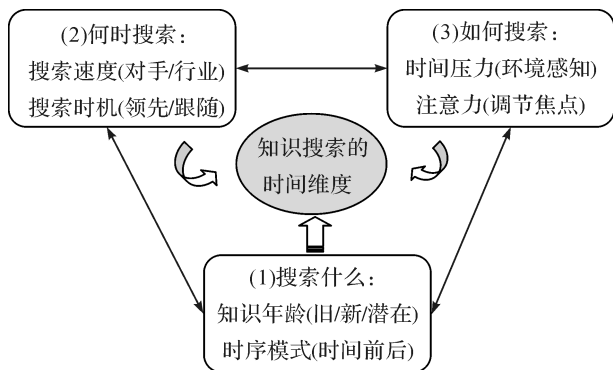 (2)何时搜索:
搜索速度(对手/行业)
搜索时机(领先/跟随)
(3)如何搜索:
时间压力(环境感知)
注意力(调节焦点)
知识搜索的
时间维度
(1)搜索什么:
知识年龄(旧/新/潜在)
时序模式(时间前后)